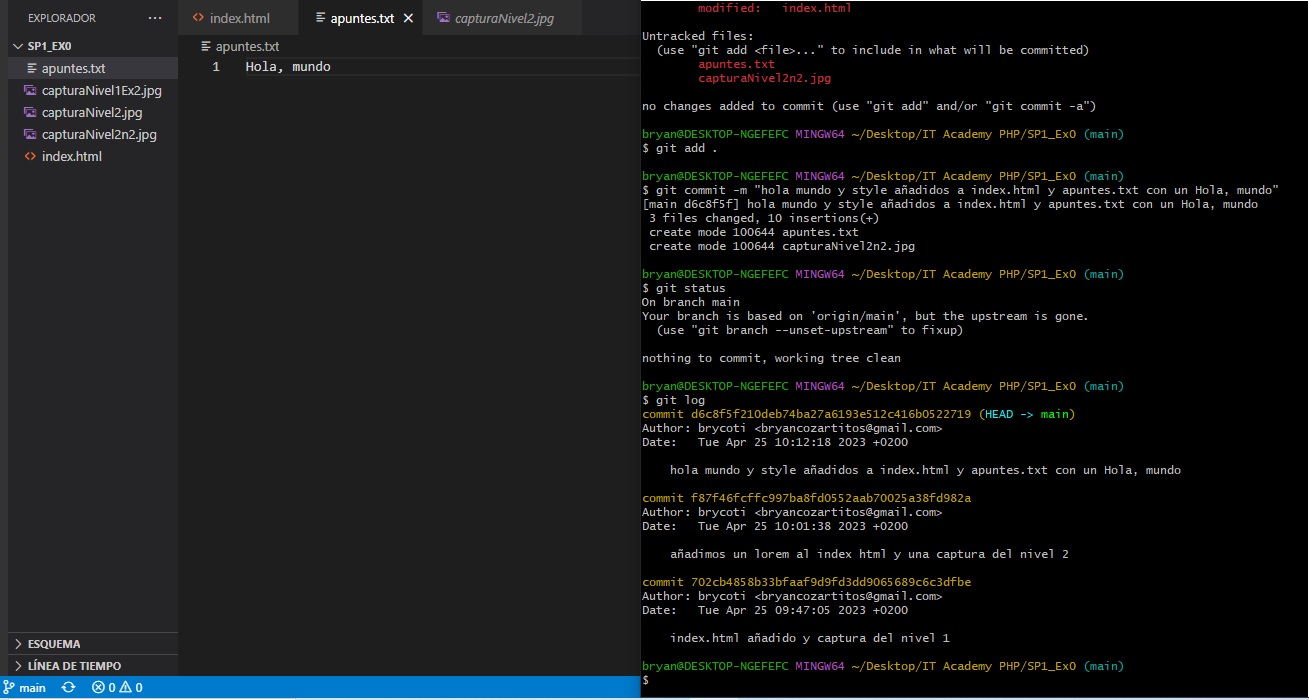 EXPLORADOR
SP1_EX0
apuntes.txt
capturaNivel1Ex2.jpg
capturaNivel2.jpg
capturaNivel2n2.jpg
index.html
ESQUEMA
LÍNEA DE TIEMPO
main
0
0
index.html
apuntes.txt
capturaNivel2.jpg
apuntes.txt
1
Hola, mundo
modified:   index.html
Untracked files:
(use "git add <file>..." to include in what will be committed)
apuntes.txt
capturaNivel2n2.jpg
no changes added to commit (use "git add" and/or "git commit -a")
bryan@DESKTOP-NGEFEFC MINGW64 ~/Desktop/IT Academy PHP/SP1_Ex0 (main)
$ git add .
bryan@DESKTOP-NGEFEFC MINGW64 ~/Desktop/IT Academy PHP/SP1_Ex0 (main)
$ git commit -m "hola mundo y style añadidos a index.html y apuntes.txt con un Hola, mundo"
[main d6c8f5f] hola mundo y style añadidos a index.html y apuntes.txt con un Hola, mundo
3 files changed, 10 insertions(+)
create mode 100644 apuntes.txt
create mode 100644 capturaNivel2n2.jpg
bryan@DESKTOP-NGEFEFC MINGW64 ~/Desktop/IT Academy PHP/SP1_Ex0 (main)
$ git status
On branch main
Your branch is based on 'origin/main', but the upstream is gone.
(use "git branch --unset-upstream" to fixup)
nothing to commit, working tree clean
bryan@DESKTOP-NGEFEFC MINGW64 ~/Desktop/IT Academy PHP/SP1_Ex0 (main)
$ git log
commit d6c8f5f210deb74ba27a6193e512c416b0522719 (HEAD -> main)
Author: brycoti <bryancozartitos@gmail.com>
Date:   Tue Apr 25 10:12:18 2023 +0200
hola mundo y style añadidos a index.html y apuntes.txt con un Hola, mundo
commit f87f46fcffc997ba8fd0552aab70025a38fd982a
Author: brycoti <bryancozartitos@gmail.com>
Date:   Tue Apr 25 10:01:38 2023 +0200
añadimos un lorem al index html y una captura del nivel 2
commit 702cb4858b33bfaaf9d9fd3dd9065689c6c3dfbe
Author: brycoti <bryancozartitos@gmail.com>
Date:   Tue Apr 25 09:47:05 2023 +0200
index.html añadido y captura del nivel 1
bryan@DESKTOP-NGEFEFC MINGW64 ~/Desktop/IT Academy PHP/SP1_Ex0 (main)
$